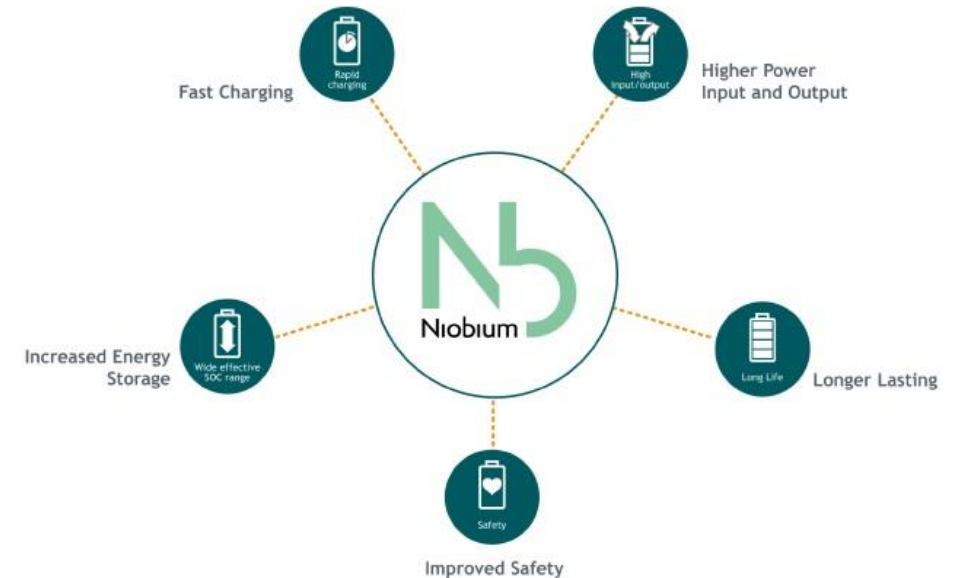 Rapid
charging
Fast Charging
High
Input/output
Higher Power
Input and Output
Nb
Niobium
Wide effective
SOC range
Increased Energy
Storage
Long Life
Longer Lasting
Safety
Improved Safety